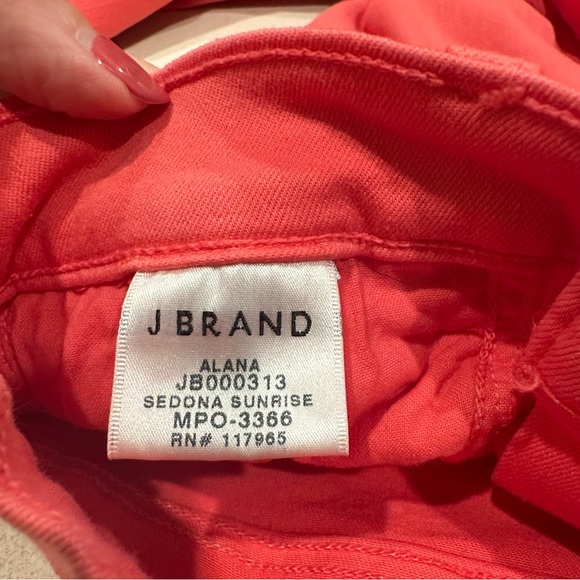 J BRAND
ALANA
JB000313
SEDONA SUNRISE
MPO-3366
RN# 117965